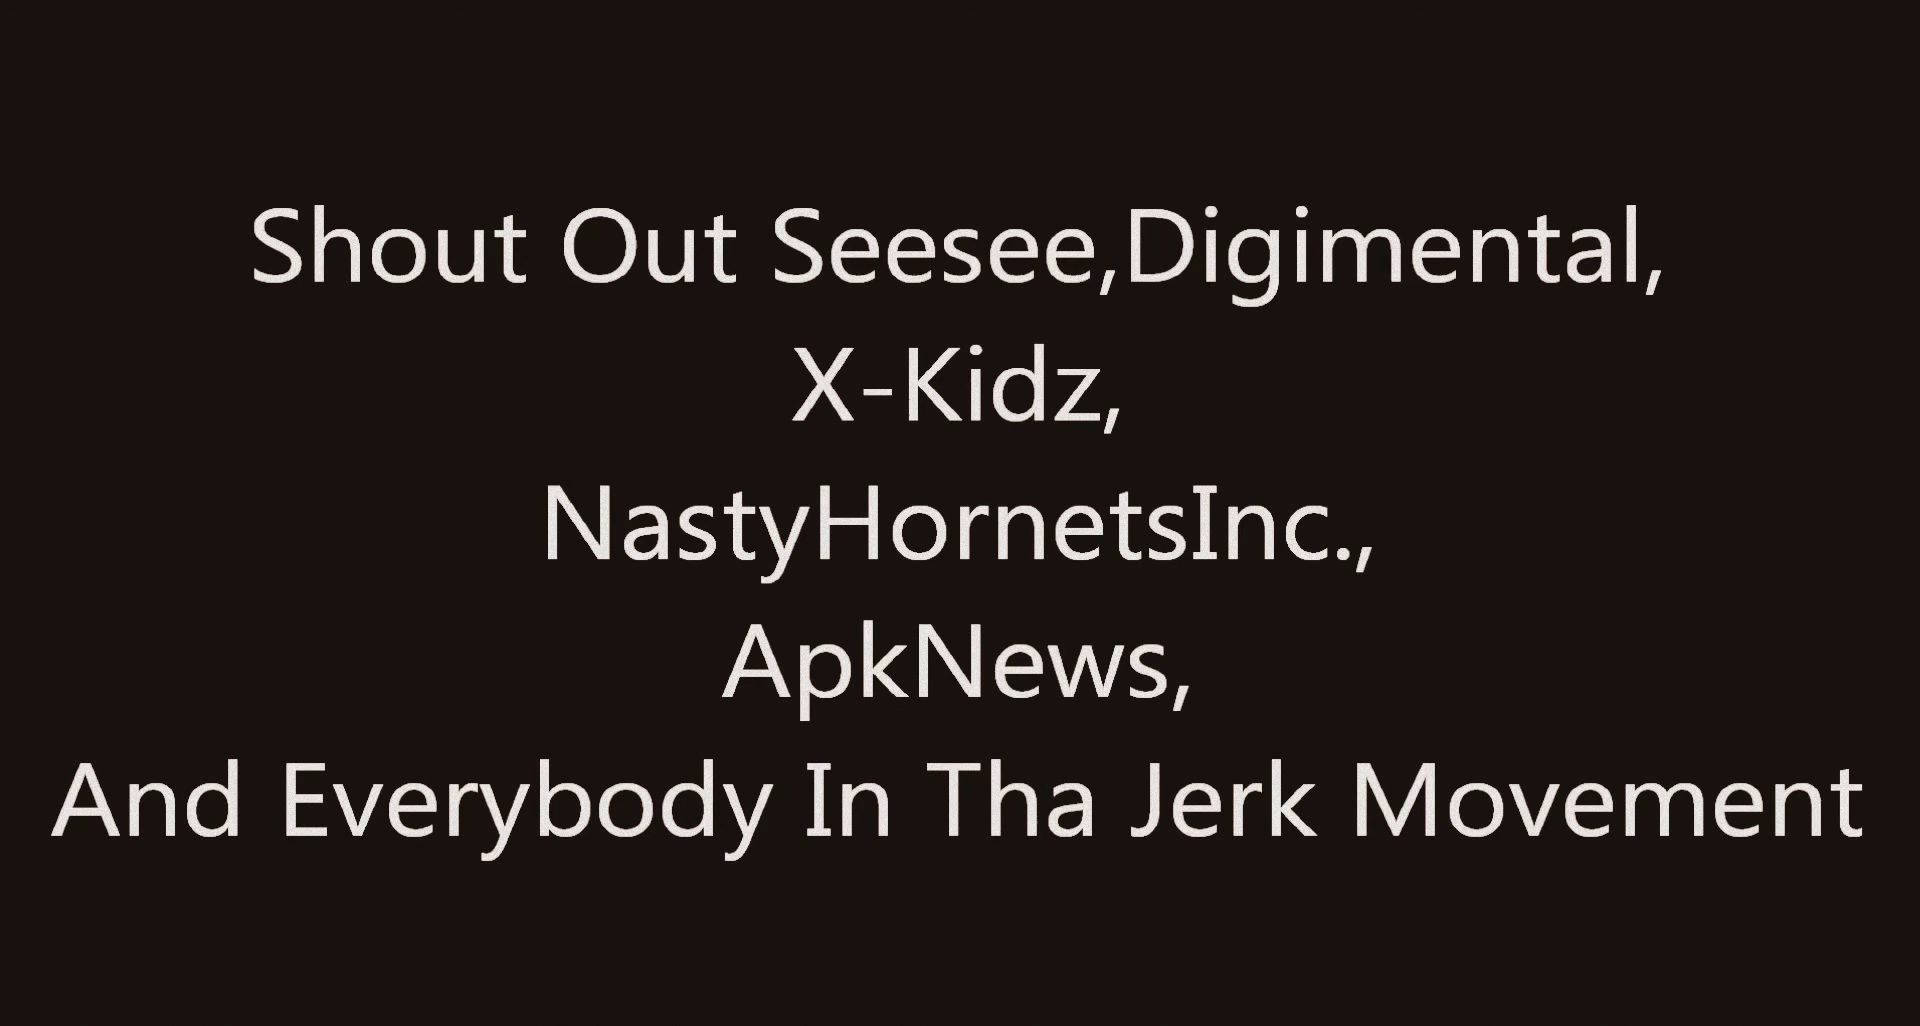 Shout Out Seesee,Digimental,
X-Kidz,
NastyHornetsInc.,
ApkNews,
And Everybody In Tha Jerk Movement